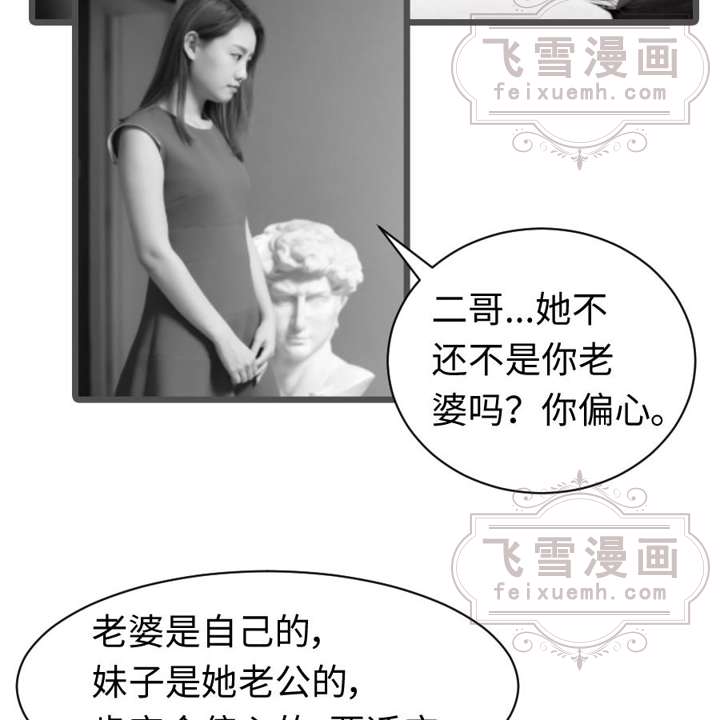 飞雪漫画
feixuemh.com
二哥...她不
还不是你老
婆吗？你偏心。
飞雪漫画
feixuemh.com
老婆是自己的,
妹子是她老公的,